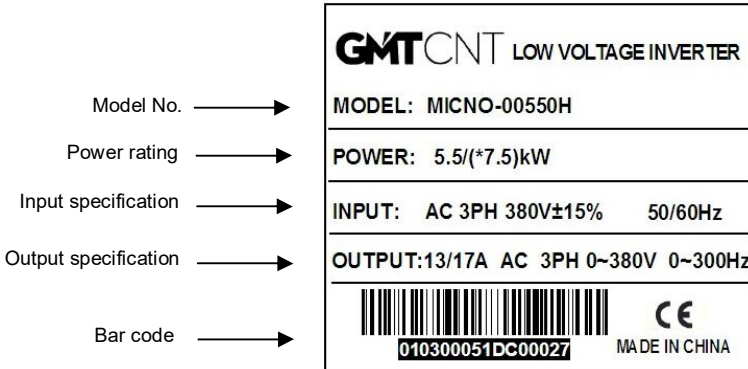 GMTCNT LOW VOLTAGE INVERTER
Model No.
MODEL: MICNO-00550H
Power rating
POWER: 5.5/(*7.5)kW
Input specification
INPUT: AC 3PH 380V±15% 50/60Hz
Output specification
OUTPUT:13/17A AC 3PH 0~380V 0~300Hz
Bar code
010300051DC00027
CE
MADE IN CHINA